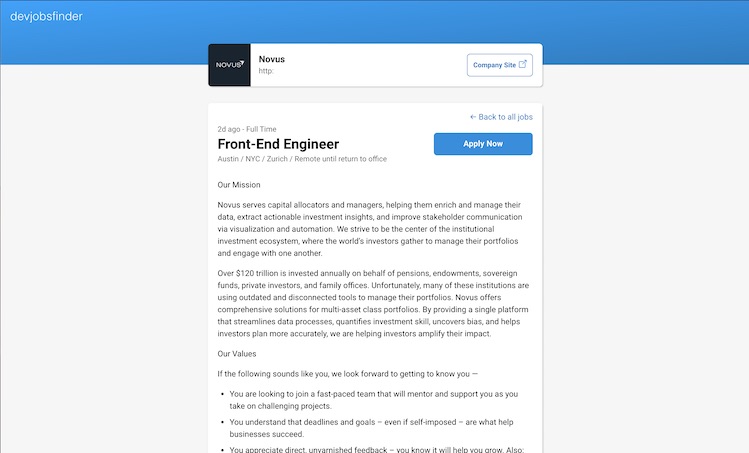 devjobsfinder
NOVUS
Novus
http:
Company Site
← Back to all jobs
2d ago - Full Time
Front-End Engineer
Apply Now
Austin / NYC / Zurich / Remote until return to office
Our Mission
Novus serves capital allocators and managers, helping them enrich and manage their
data, extract actionable investment insights, and improve stakeholder communication
via visualization and automation. We strive to be the center of the institutional
investment ecosystem, where the world's investors gather to manage their portfolios
and engage with one another.
Over $120 trillion is invested annually on behalf of pensions, endowments, sovereign
funds, private investors, and family offices. Unfortunately, many of these institutions are
using outdated and disconnected tools to manage their portfolios. Novus offers
comprehensive solutions for multi-asset class portfolios. By providing a single platform
that streamlines data processes, quantifies investment skill, uncovers bias, and helps
investors plan more accurately, we are helping investors amplify their impact.
Our Values
If the following sounds like you, we look forward to getting to know you —
• You are looking to join a fast-paced team that will mentor and support you as you
take on challenging projects.
• You understand that deadlines and goals – even if self-imposed – are what help
businesses succeed.
• You appreciate direct, unvarnished feedback – you know it will help you grow. Also: